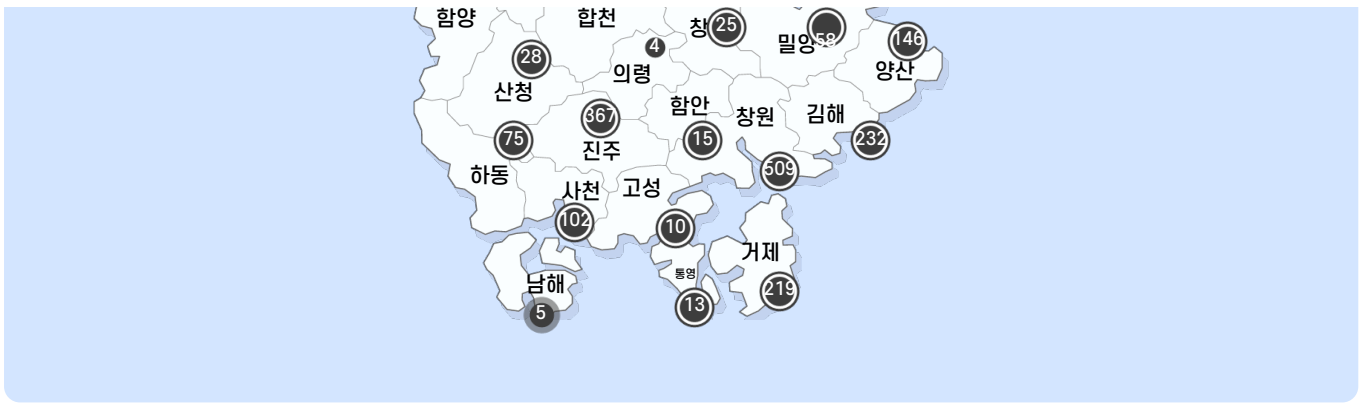 함양
합천
창
25
밀양
58
146
양산
28
산청
4
의령
함안
15
창원
김해
232
367
진주
75
하동
509
사천
102
고성
10
거제
219
통영
13
남해
5